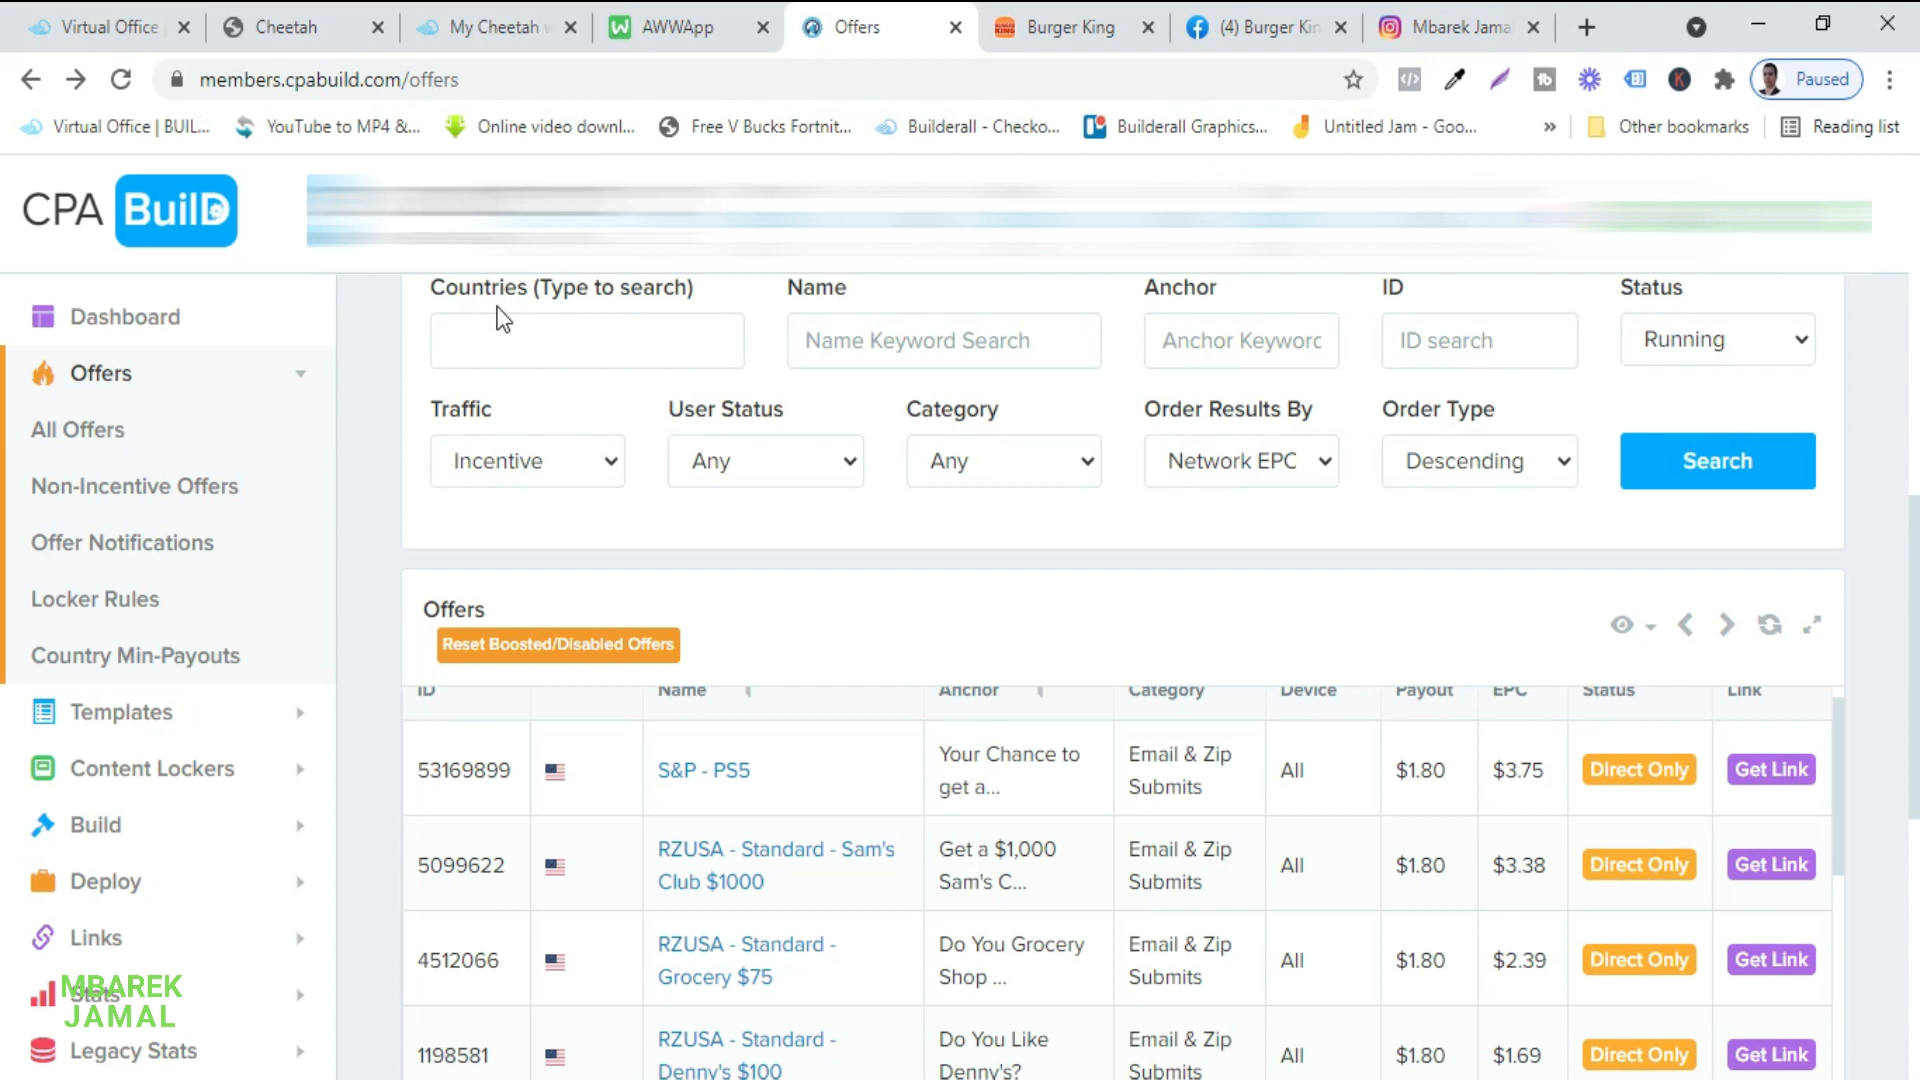 Virtual Office
Cheetah
My Cheetah w
AWWApp
Offers
Burger King
(4) Burger Kin
Mbarek Jamal
members.cpabuild.com/offers
Paused
Virtual Office | BUIL...
YouTube to MP4 &...
Online video downl...
Free V Bucks Fortnit...
Builderall - Checko...
Builderall Graphics...
Untitled Jam - Goo...
Other bookmarks
Reading list
CPA BuilD
Dashboard
Offers
All Offers
Non-Incentive Offers
Offer Notifications
Locker Rules
Country Min-Payouts
Templates
Content Lockers
Build
Deploy
Links
Stats
MBAREK
JAMAL
Legacy Stats
Countries (Type to search)
Name
Anchor
ID
Status
Name Keyword Search
Anchor Keyword
ID search
Running
Traffic
User Status
Category
Order Results By
Order Type
Incentive
Any
Any
Network EPC
Descending
Search
Offers
Reset Boosted/Disabled Offers
ID Name Anchor Category Device Payout EPC Status Link
53169899 S&P - PS5 Your Chance to get a... Email & Zip Submits All $1.80 $3.75 Direct Only Get Link
5099622 RZUSA - Standard - Sam's Club $1000 Get a $1,000 Sam's C... Email & Zip Submits All $1.80 $3.38 Direct Only Get Link
4512066 RZUSA - Standard - Grocery $75 Do You Grocery Shop ... Email & Zip Submits All $1.80 $2.39 Direct Only Get Link
1198581 RZUSA - Standard - Denny's $100 Do You Like Denny's? Email & Zip Submits All $1.80 $1.69 Direct Only Get Link